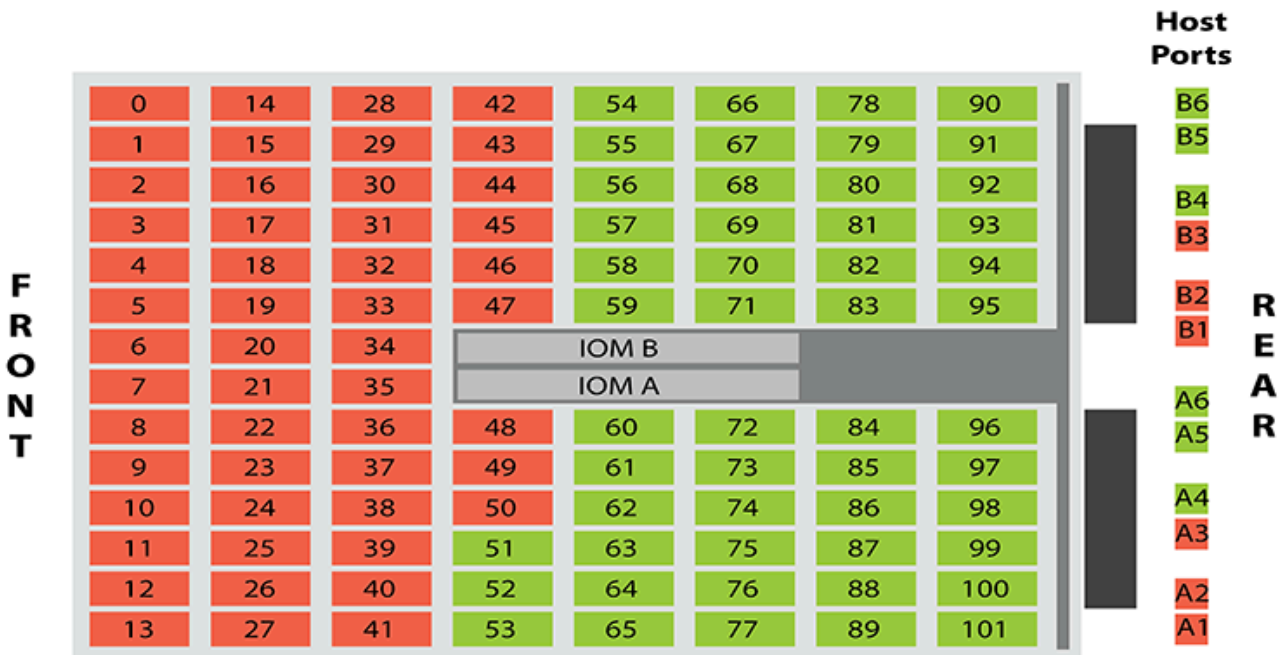 Host
Ports
0 14 28 42 54 66 78 90 B6
1 15 29 43 55 67 79 91 B5
2 16 30 44 56 68 80 92 B4
3 17 31 45 57 69 81 93 B3
4 18 32 46 58 70 82 94
5 19 33 47 59 71 83 95 B2
6 20 34 IOM B B1
7 21 35 IOM A A6
8 22 36 48 60 72 84 96 A5
9 23 37 49 61 73 85 97
10 24 38 50 62 74 86 98 A4
11 25 39 51 63 75 87 99 A3
12 26 40 52 64 76 88 100 A2
13 27 41 53 65 77 89 101 A1
FRONT
REAR